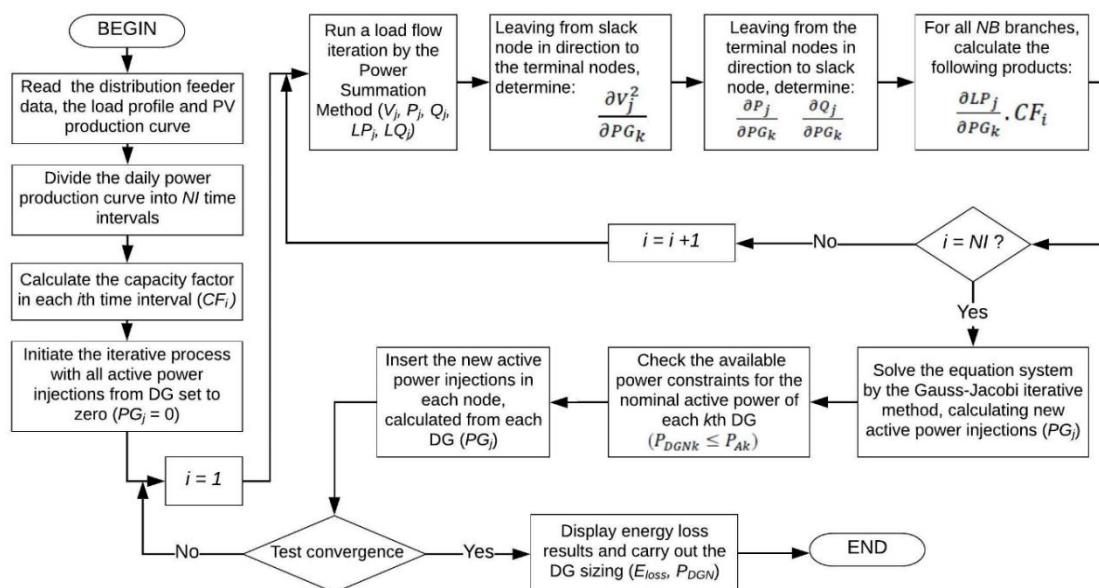 BEGIN
Read the distribution feeder
data, the load profile and PV
production curve
Divide the daily power
production curve into NI time
intervals
Calculate the capacity factor
in each ith time interval (CFᵢ)
Initiate the iterative process
with all active power
injections from DG set to
zero (PGⱼ = 0)
i = 1
Run a load flow
iteration by the
Power
Summation
Method (Vⱼ, Pⱼ, Qⱼ,
LPⱼ, LQⱼ)
Leaving from slack
node in direction to
the terminal nodes,
determine:
∂Vⱼ²
∂PGₖ
Leaving from the
terminal nodes in
direction to slack
node, determine:
∂Pⱼ ∂Qⱼ
∂PGₖ ∂PGₖ
For all NB branches,
calculate the
following products:
∂LPⱼ
∂PGₖ . CFᵢ
i = NI ?
No
i = i +1
Yes
Solve the equation system
by the Gauss-Jacobi iterative
method, calculating new
active power injections (PGⱼ)
Check the available
power constraints for the
nominal active power of
each kth DG
(P_DGNk ≤ P_Ak)
Insert the new active
power injections in
each node,
calculated from each
DG (PGⱼ)
Test convergence
No
Yes
Display energy loss
results and carry out the
DG sizing (E_loss, P_DGN)
END